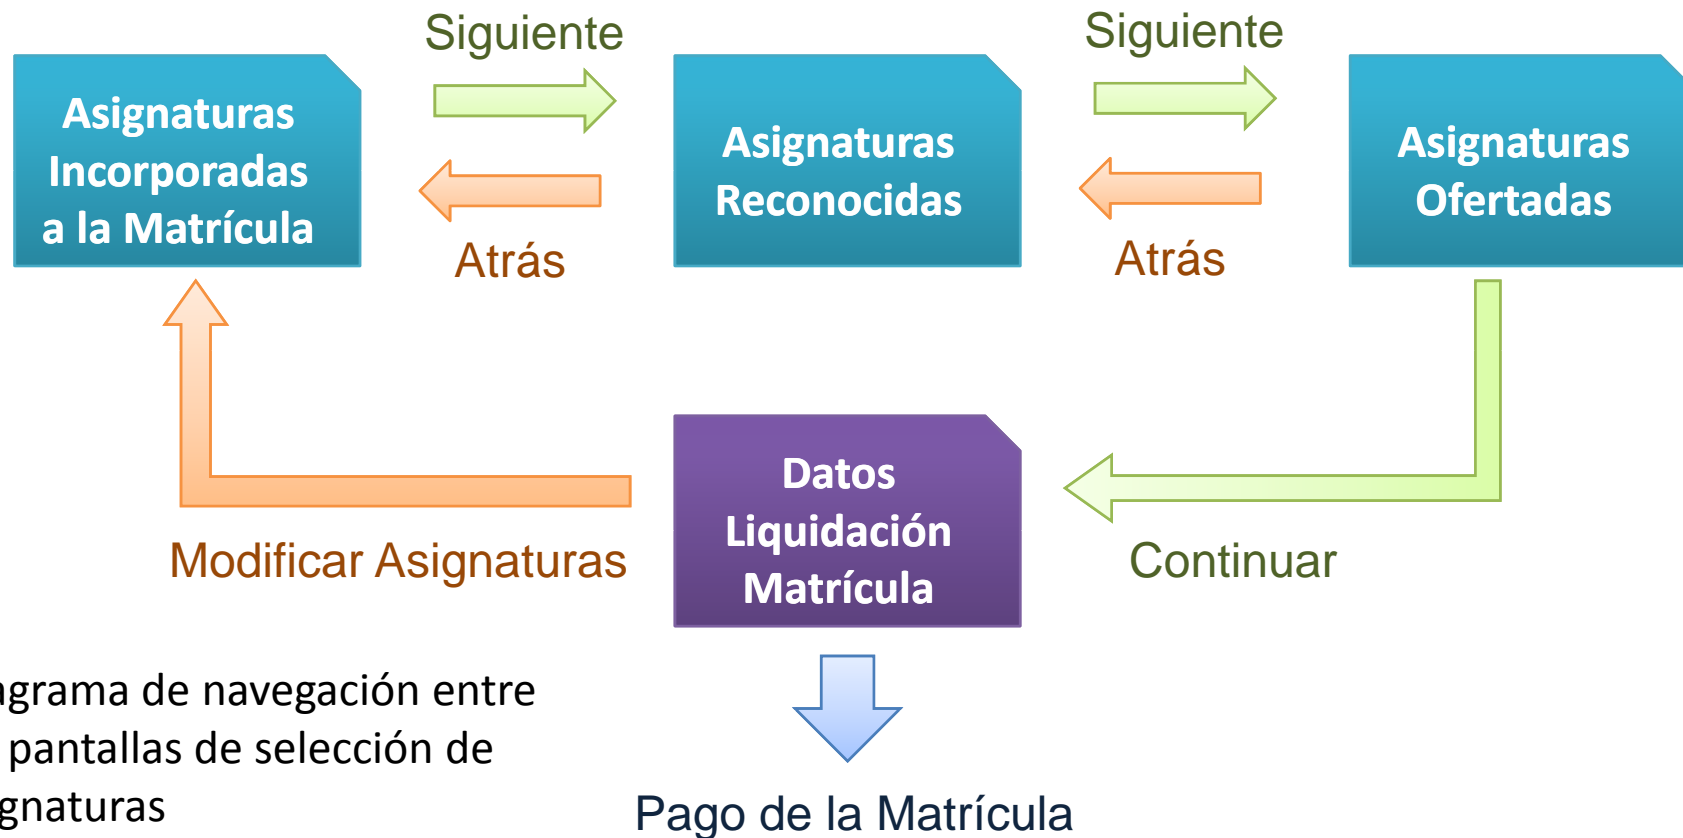 Siguiente
Siguiente
Asignaturas
Incorporadas
a la Matrícula
Asignaturas
Reconocidas
Asignaturas
Ofertadas
Atrás
Atrás
Datos
Liquidación
Matrícula
Modificar Asignaturas
Continuar
agrama de navegación entre
pantallas de selección de
gnaturas
Pago de la Matrícula